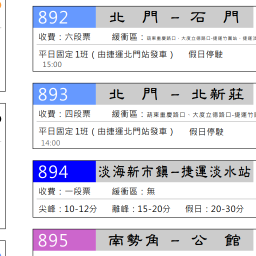 892 北門－石門
收費：六段票 緩衝區：
平日固定1班（由捷運北門站發車） 假日停駛
15:00
893 北門－北新莊
收費：四段票 緩衝區：
平日固定1班（由捷運北門站發車） 假日停駛
14:00
894 淡海新市鎮－捷運淡水站
收費：一段票 緩衝區：無
尖峰：10-12分 離峰：15-20分 假日：20-30分
895 南勢角－公館